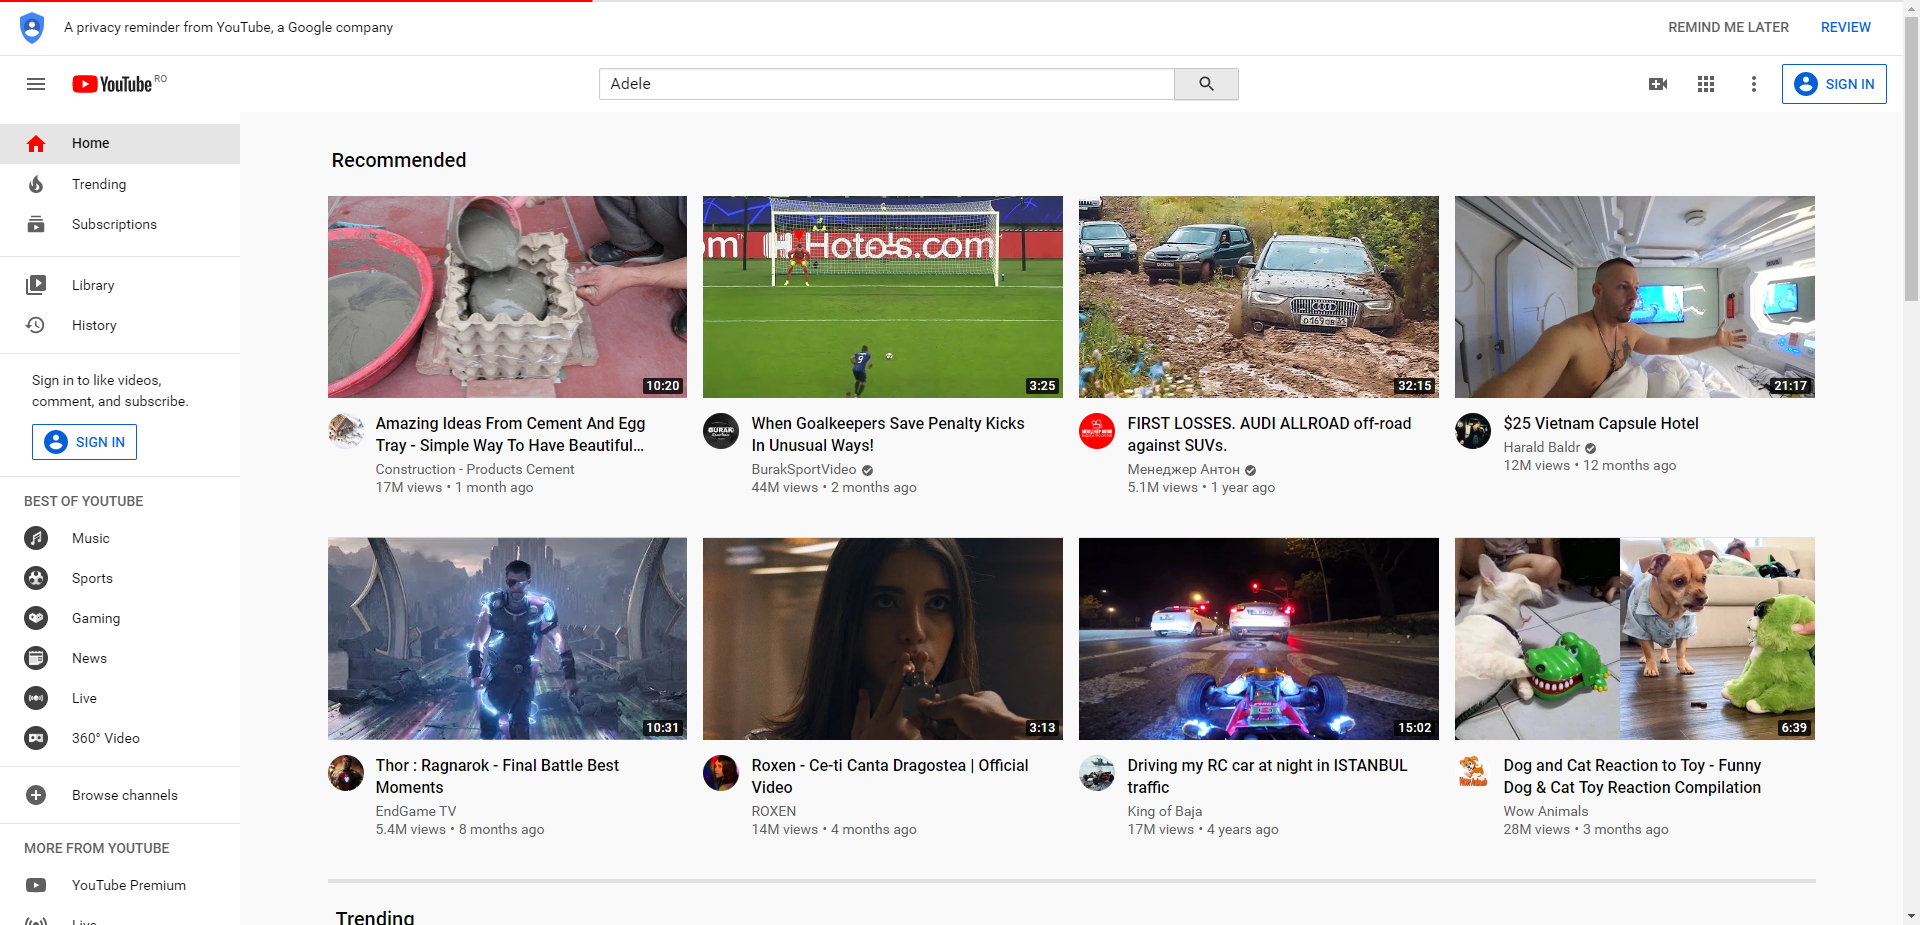 A privacy reminder from YouTube, a Google company
REMIND ME LATER
REVIEW
YouTube RO
Adele
SIGN IN
Home
Trending
Subscriptions
Library
History
Sign in to like videos,
comment, and subscribe.
SIGN IN
BEST OF YOUTUBE
Music
Sports
Gaming
News
Live
360° Video
Browse channels
MORE FROM YOUTUBE
YouTube Premium
Live
Recommended
10:20
Hotels.com
9
3:25
32:15
21:17
Amazing Ideas From Cement And Egg
Tray - Simple Way To Have Beautiful...
Construction - Products Cement
17M views • 1 month ago
BURAK
When Goalkeepers Save Penalty Kicks
In Unusual Ways!
BurakSportVideo
44M views • 2 months ago
FIRST LOSSES. AUDI ALLROAD off-road
against SUVs.
Менеджер Антон
5.1M views • 1 year ago
$25 Vietnam Capsule Hotel
Harald Baldr
12M views • 12 months ago
10:31
3:13
15:02
6:39
Thor : Ragnarok - Final Battle Best
Moments
EndGame TV
5.4M views • 8 months ago
Roxen - Ce-ti Canta Dragostea | Official
Video
ROXEN
14M views • 4 months ago
Driving my RC car at night in ISTANBUL
traffic
King of Baja
17M views • 4 years ago
Wow Animals
Dog and Cat Reaction to Toy - Funny
Dog & Cat Toy Reaction Compilation
Wow Animals
28M views • 3 months ago
Trending